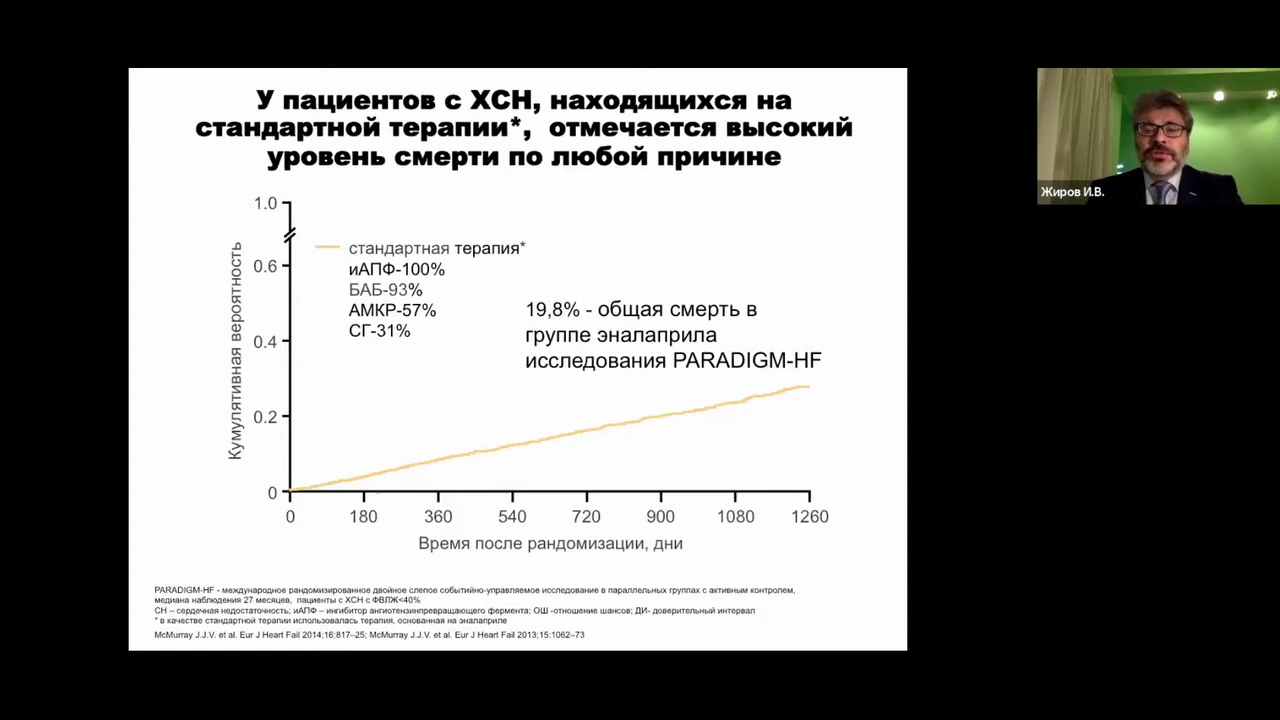 У пациентов с ХСН, находящихся на
стандартной терапии*, отмечается высокий
уровень смерти по любой причине
Кумулятивная вероятность
1.0
0.6
0.4
0.2
0
стандартная терапия*
иАПФ-100%
БАБ-93%
АМКР-57%
СГ-31%
19,8% - общая смерть в
группе эналаприла
исследования PARADIGM-HF
0 180 360 540 720 900 1080 1260
Время после рандомизации, дни
PARADIGM-HF - международное рандомизированное двойное слепое событийно-управляемое исследование в параллельных группах с активным контролем,
медиана наблюдения 27 месяцев, пациенты с ХСН с ФВЛЖ<40%
СН – сердечная недостаточность; иАПФ – ингибитор ангиотензинпревращающего фермента; ОШ -отношение шансов; ДИ- доверительный интервал
* в качестве стандартной терапии использовалась терапия, основанная на эналаприле
McMurray J.J.V. et al. Eur J Heart Fail 2014;16:817–25; McMurray J.J.V. et al. Eur J Heart Fail 2013;15:1062–73
Жиров И.В.